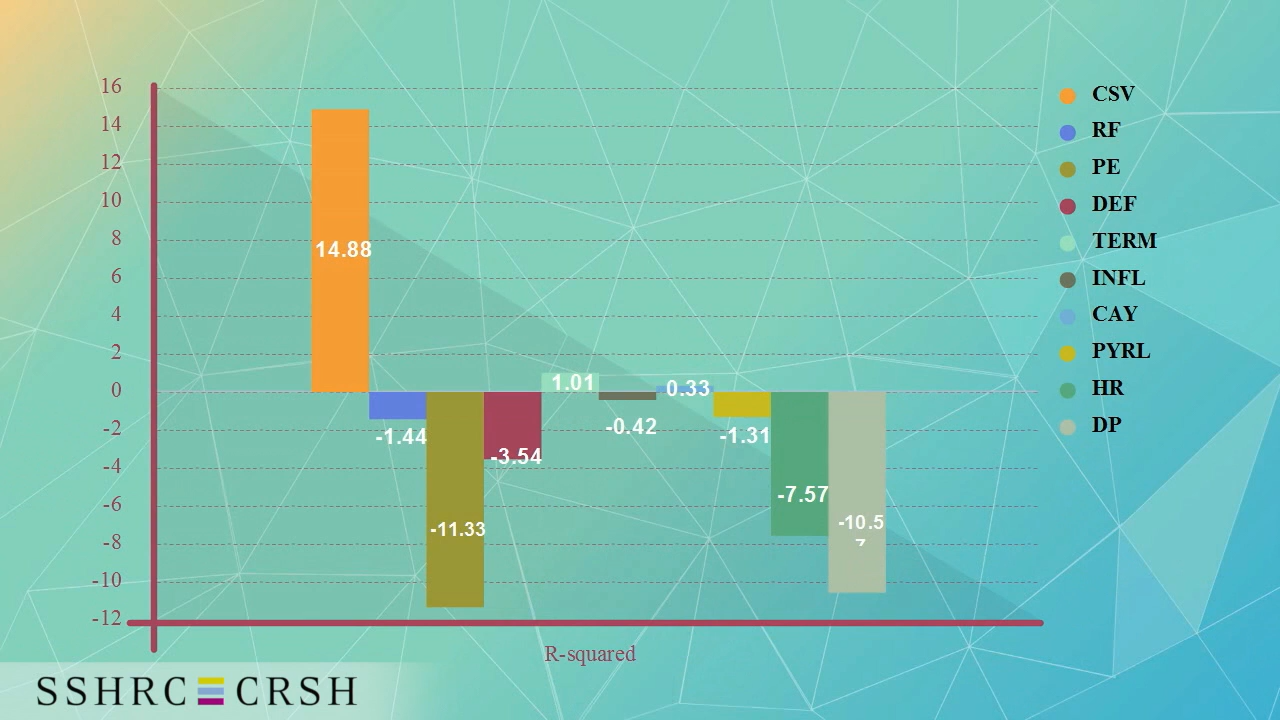 16
14
12
10
8
6
4
2
0
-2
-4
-6
-8
-10
-12
14.88
-1.44
-11.33
-3.54
1.01
-0.42
0.33
-1.31
-7.57
-10.5
7
R-squared
CSV
RF
PE
DEF
TERM
INFL
CAY
PYRL
HR
DP
SSHRC CRSH